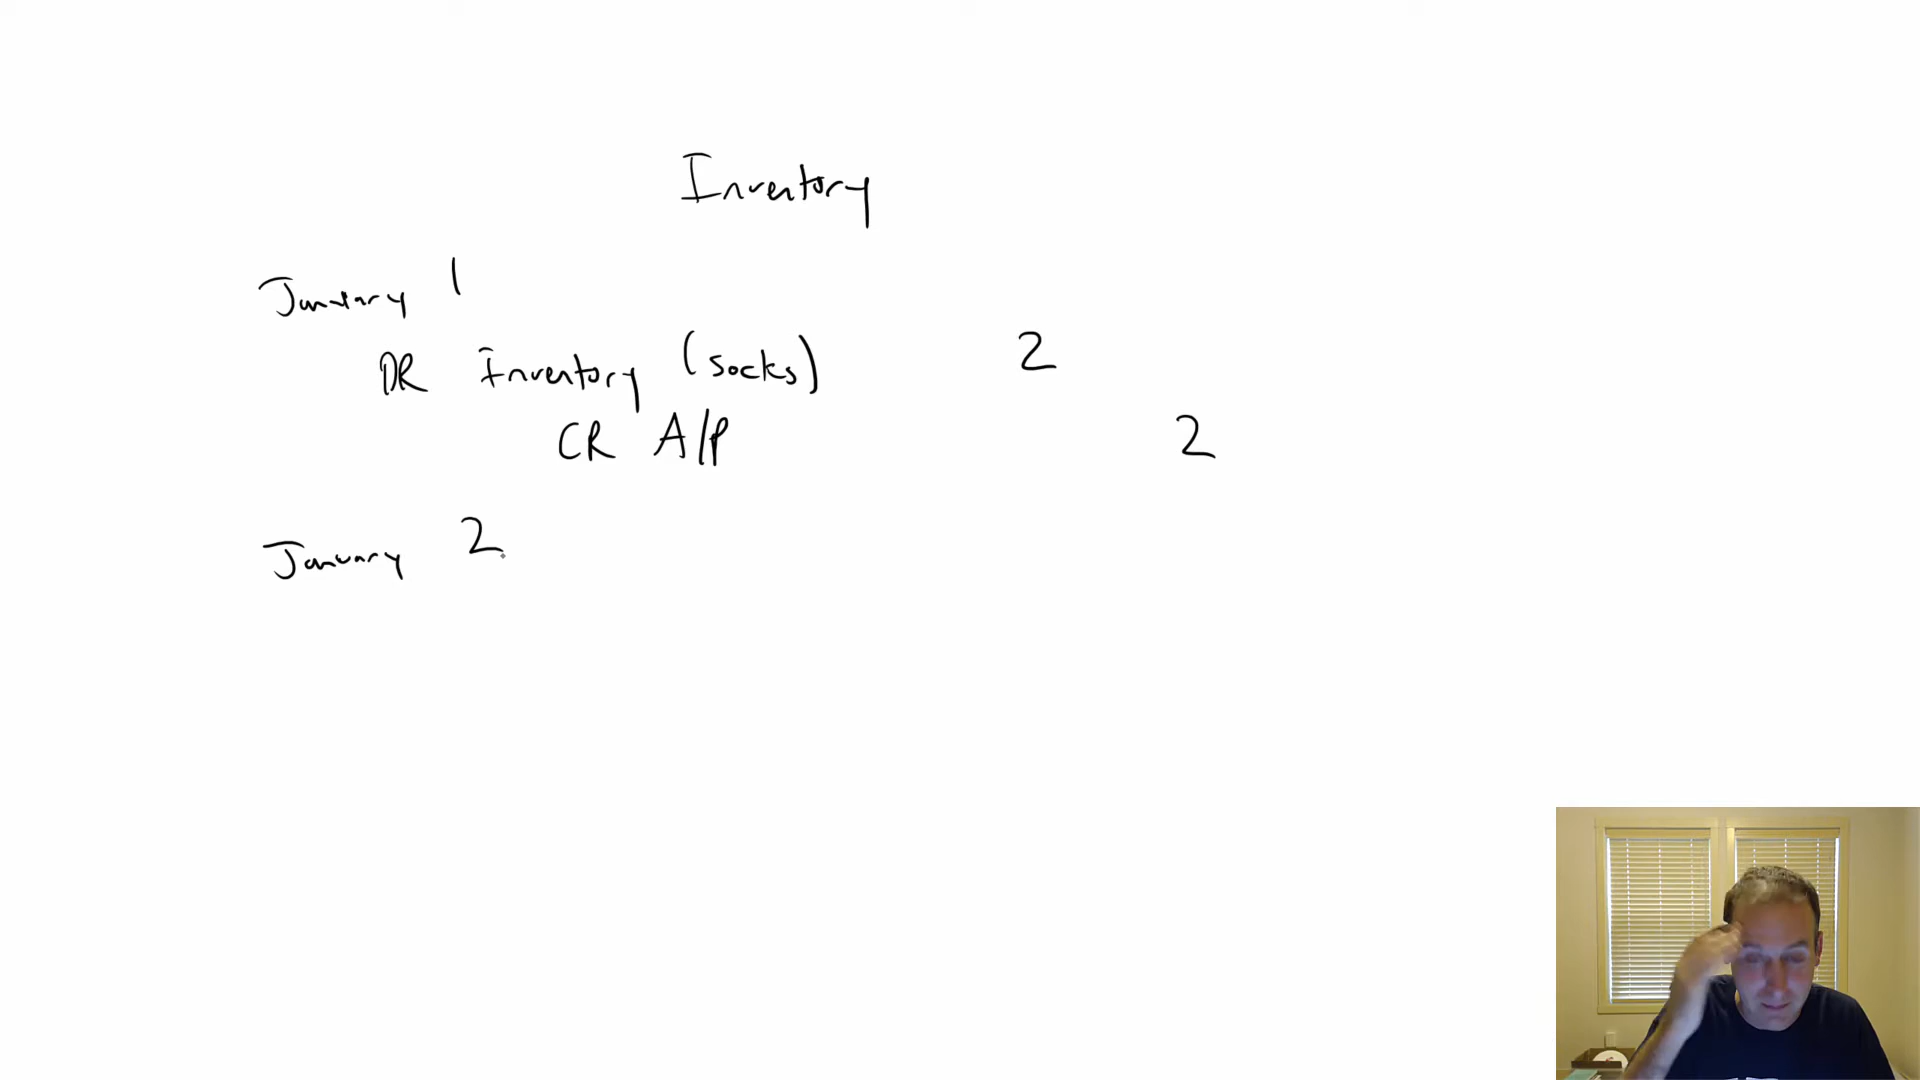 Inventory
January 1
DR Inventory (socks) 2
CR A/P 2
January 2